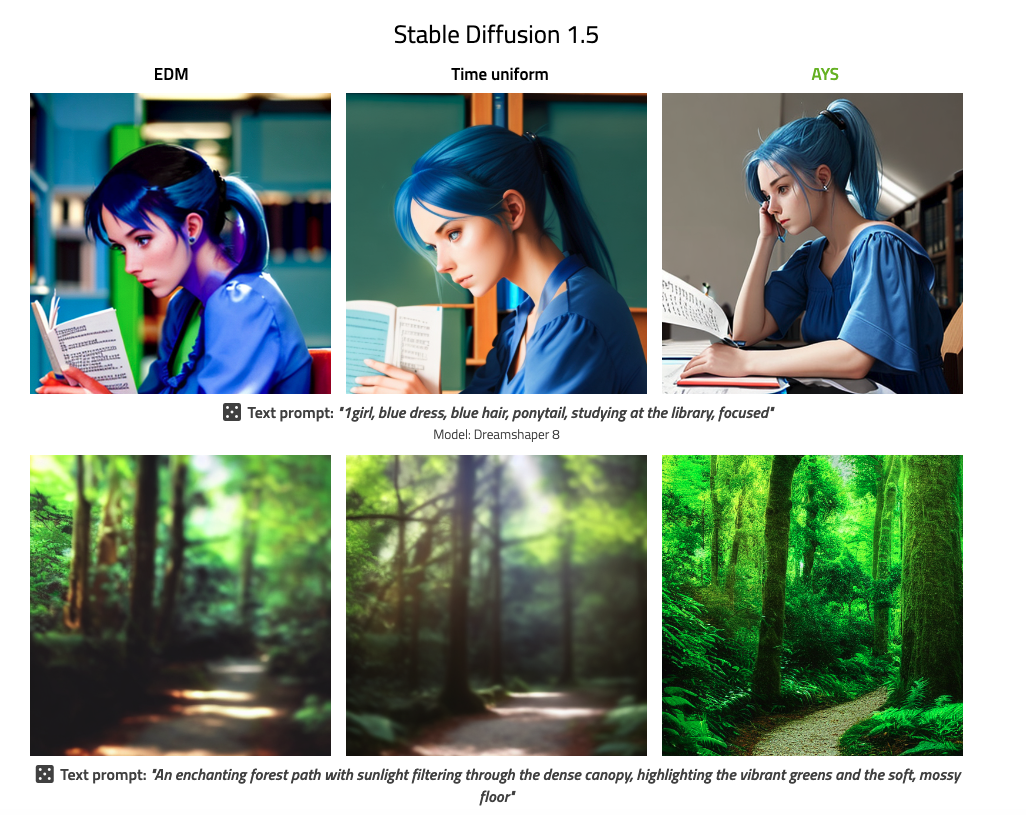 Stable Diffusion 1.5
EDM
Time uniform
AYS
Text prompt: "1girl, blue dress, blue hair, ponytail, studying at the library, focused"
Model: Dreamshaper 8
Text prompt: "An enchanting forest path with sunlight filtering through the dense canopy, highlighting the vibrant greens and the soft, mossy
floor"